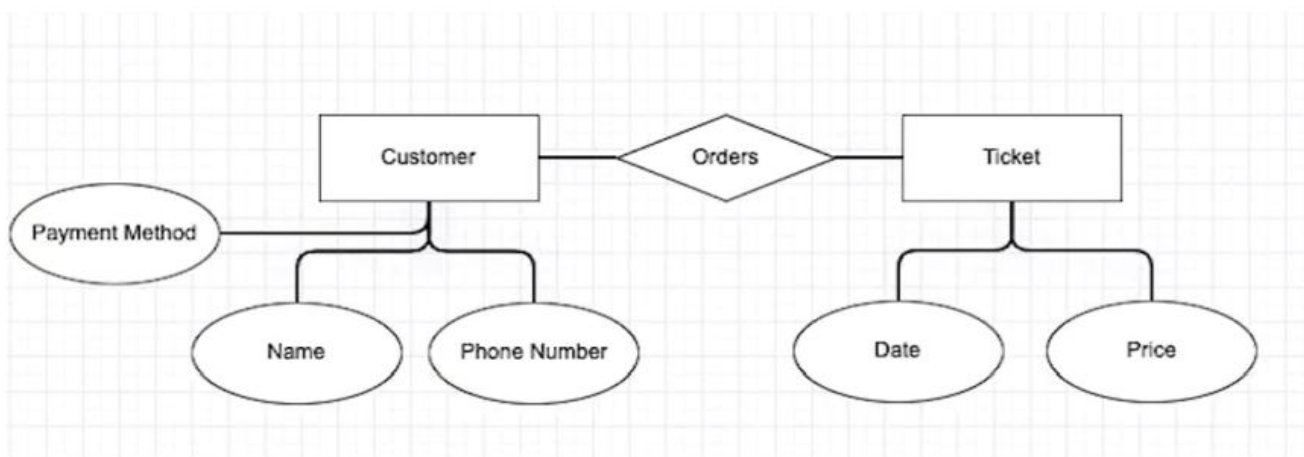 Customer
Orders
Ticket
Payment Method
Name
Phone Number
Date
Price